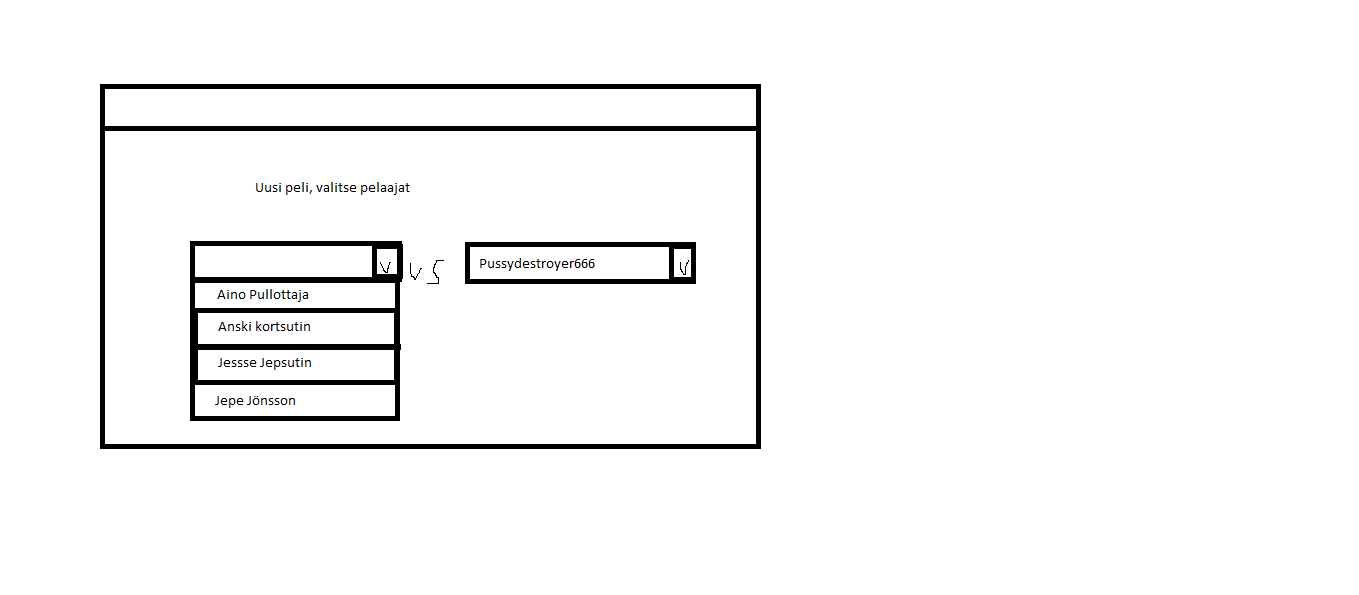 Uusi peli, valitse pelaajat
V VS Pussydestroyer666 V
Aino Pullottaja
Anski kortsutin
Jessse Jepsutin
Jepe Jönsson